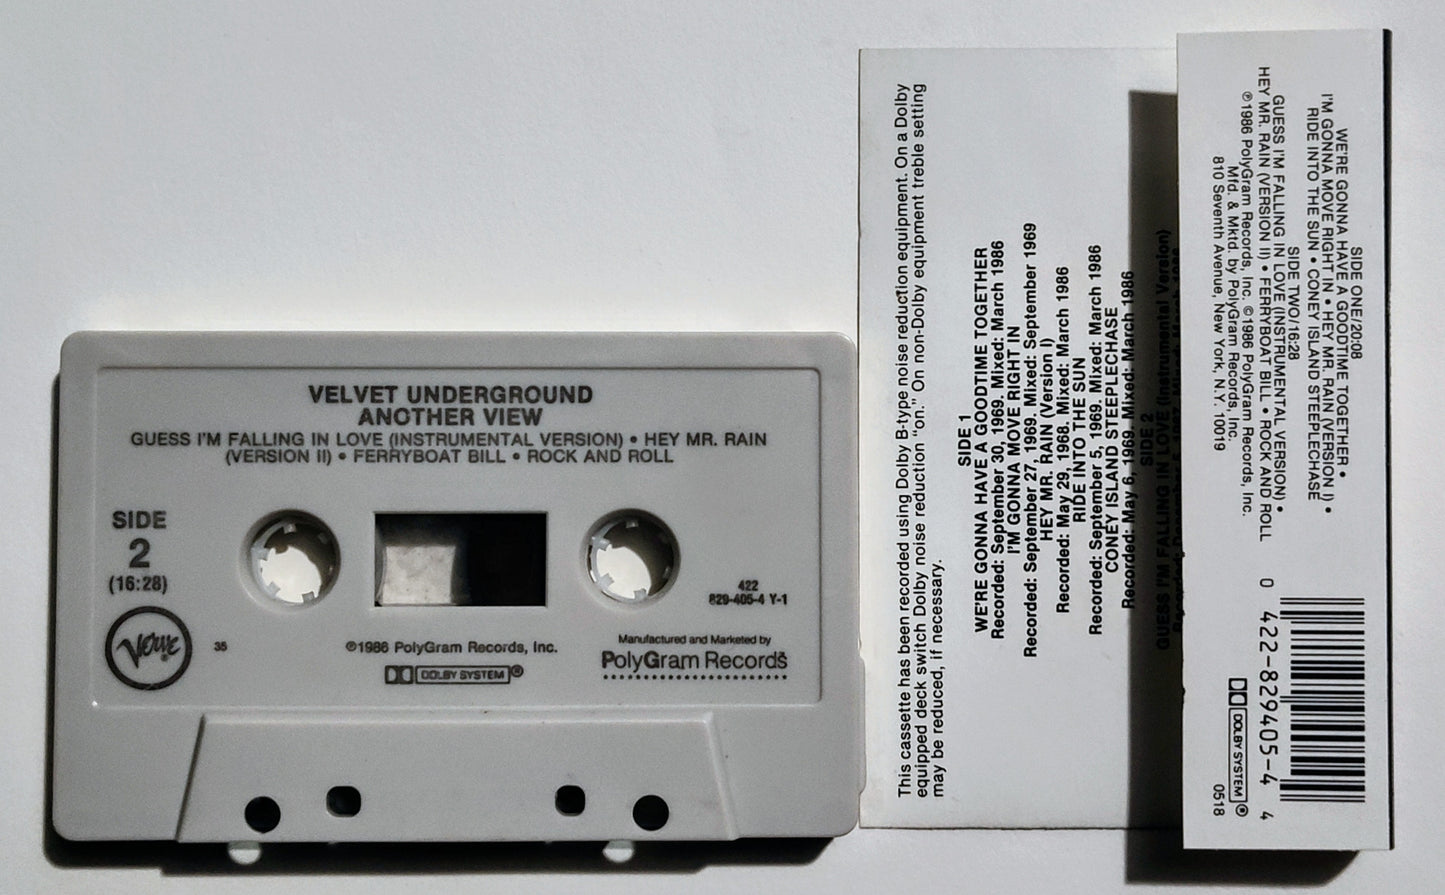 VELVET UNDERGROUND
ANOTHER VIEW
GUESS I'M FALLING IN LOVE (INSTRUMENTAL VERSION) • HEY MR. RAIN
(VERSION II) • FERRYBOAT BILL • ROCK AND ROLL
SIDE
2
(16:28)
422
829-405-4 Y-1
VERVE
35
℗1986 PolyGram Records, Inc.
DOLBY SYSTEM®
Manufactured and Marketed by
PolyGram Records
This cassette has been recorded using Dolby B-type noise reduction equipment. On a Dolby
equipped deck switch Dolby noise reduction “on.” On non-Dolby equipment treble setting
may be reduced, if necessary.
SIDE 1
WE'RE GONNA HAVE A GOODTIME TOGETHER
Recorded: September 30, 1969. Mixed: March 1986
I'M GONNA MOVE RIGHT IN
Recorded: September 27, 1969. Mixed: September 1969
HEY MR. RAIN (Version I)
Recorded: May 29, 1968. Mixed: March 1986
RIDE INTO THE SUN
Recorded: September 5, 1969. Mixed: March 1986
CONEY ISLAND STEEPLECHASE
Recorded: May 6, 1969. Mixed: March 1986
SIDE 2
GUESS I'M FALLING IN LOVE (Instrumental Version)
SIDE ONE/20:08
WE'RE GONNA HAVE A GOODTIME TOGETHER •
I'M GONNA MOVE RIGHT IN • HEY MR. RAIN (VERSION I) •
RIDE INTO THE SUN • CONEY ISLAND STEEPLECHASE
SIDE TWO/16:28
GUESS I'M FALLING IN LOVE (INSTRUMENTAL VERSION) •
HEY MR. RAIN (VERSION II) • FERRYBOAT BILL • ROCK AND ROLL
℗1986 PolyGram Records, Inc. ©1986 PolyGram Records, Inc.
Mfd. & Mktd. by PolyGram Records, Inc.
810 Seventh Avenue, New York, N.Y. 10019
0 422-829405-4 4
DOLBY SYSTEM®
0518